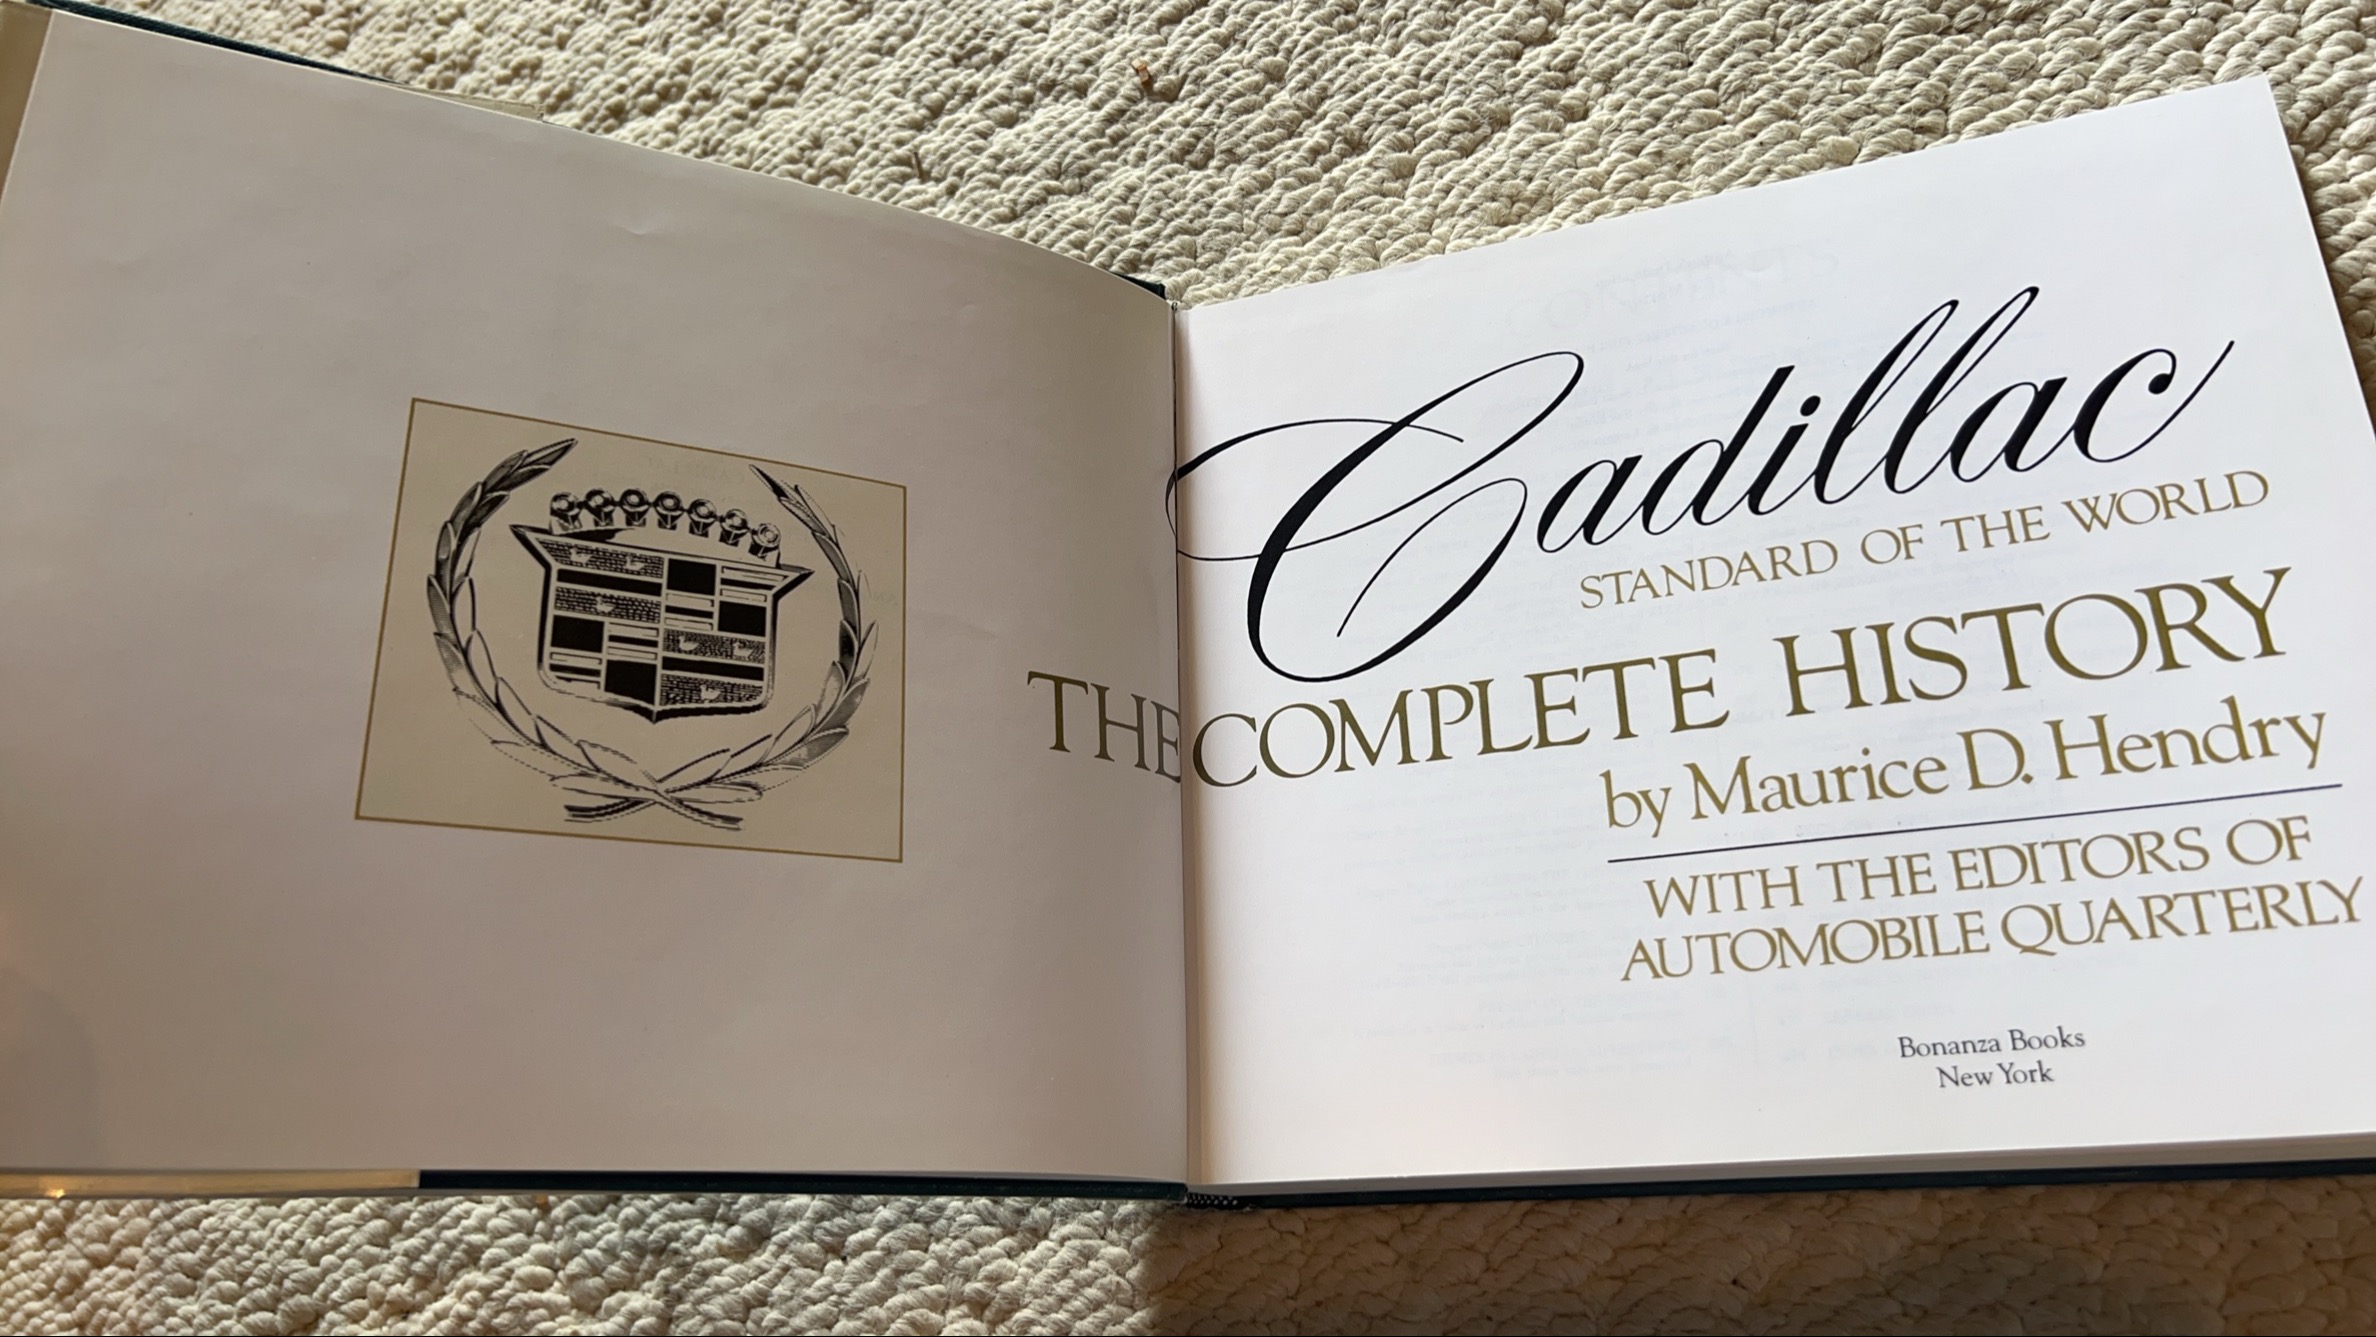 Cadillac
STANDARD OF THE WORLD
THE COMPLETE HISTORY
by Maurice D. Hendry
WITH THE EDITORS OF
AUTOMOBILE QUARTERLY
Bonanza Books
New York